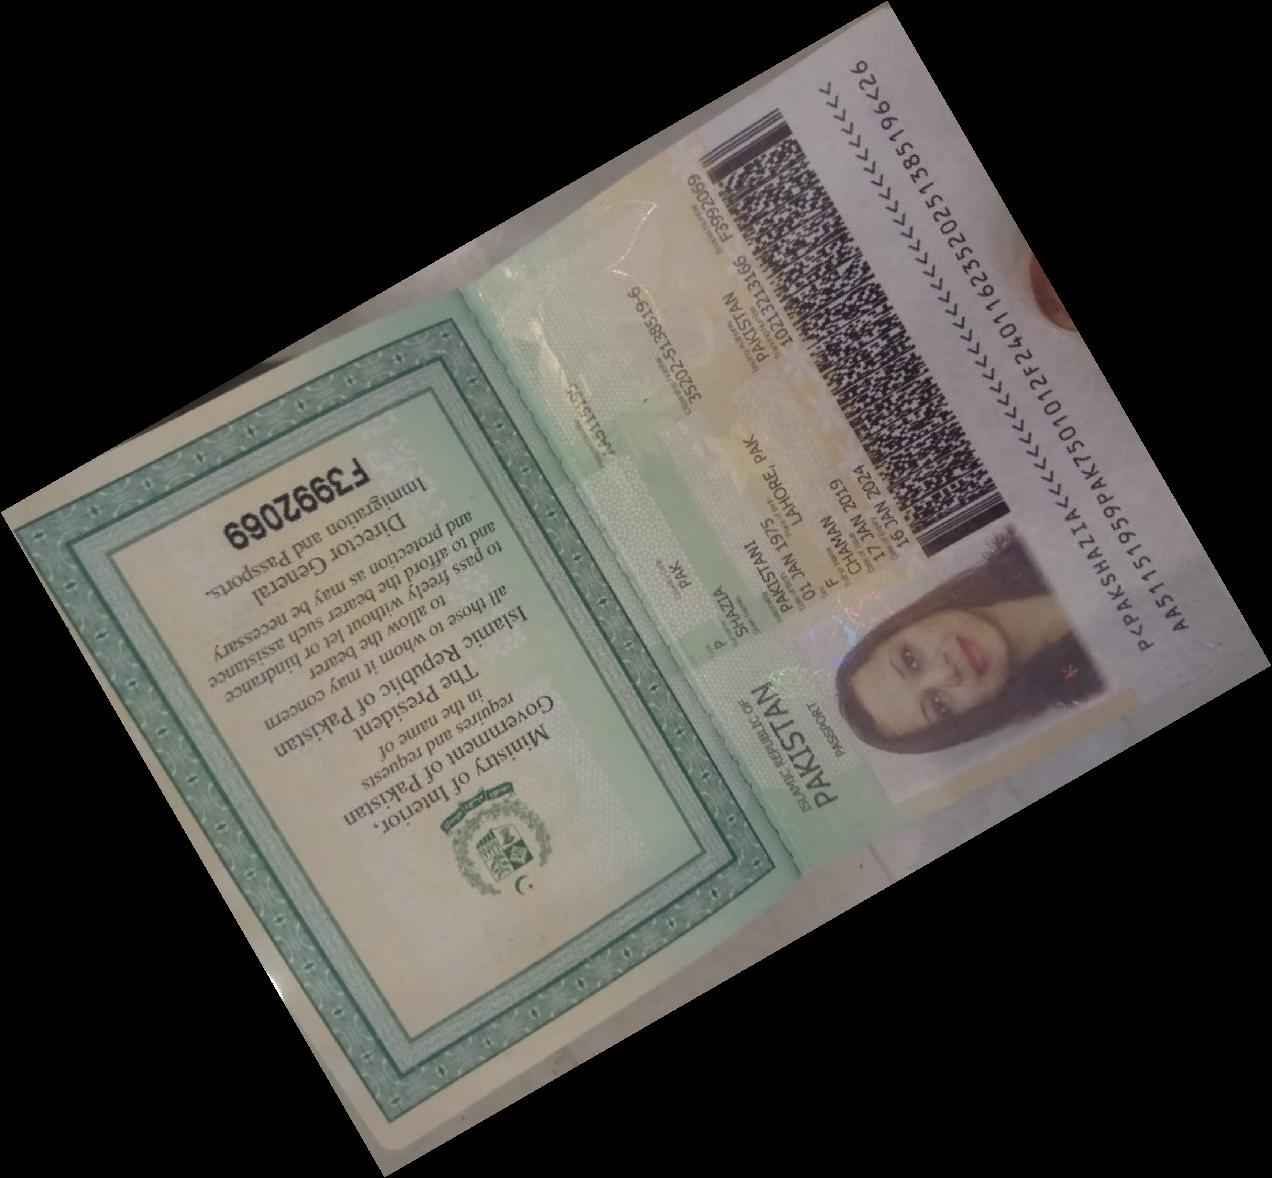 Ministry of Interior,
Government of Pakistan
requires and requests
in the name of
The President
Islamic Republic of Pakistan
all those to whom it may concern
to allow the bearer
to pass freely without let or hindrance
and to afford the bearer such assistance
and protection as may be necessary
Director General
Immigration and Passports.
F3992069
ISLAMIC REPUBLIC OF
PAKISTAN
PASSPORT
P
PAK
SHAZIA
PAKISTANI
01 JAN 1975
35202-5138519-6
F
LAHORE, PAK
CHAMAN
17 JAN 2019
PAKISTAN
16 JAN 2024
10213213166
F3992069
P<PAKSHAZIA<<<<<<<<<<<<<<<<<<<<<<<<<<<<<<<<<
AA51151959PAK7501012F24011623520251385196<26